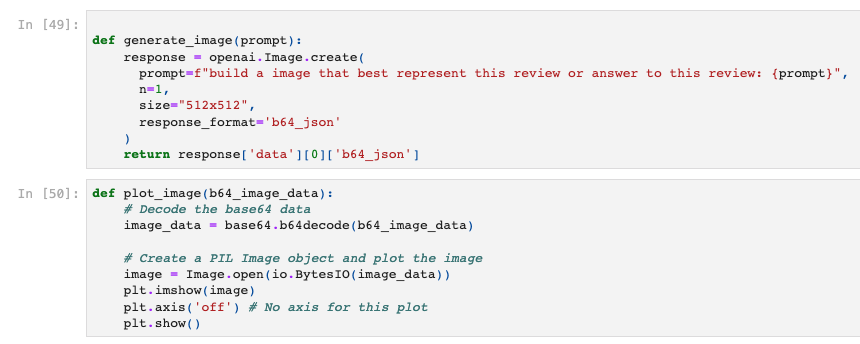 In [49]:
def generate_image(prompt):
    response = openai.Image.create(
      prompt=f"build a image that best represent this review or answer to this review: {prompt}",
      n=1,
      size="512x512",
      response_format='b64_json'
    )
    return response['data'][0]['b64_json']
In [50]:
def plot_image(b64_image_data):
    # Decode the base64 data
    image_data = base64.b64decode(b64_image_data)

    # Create a PIL Image object and plot the image
    image = Image.open(io.BytesIO(image_data))
    plt.imshow(image)
    plt.axis('off') # No axis for this plot
    plt.show()